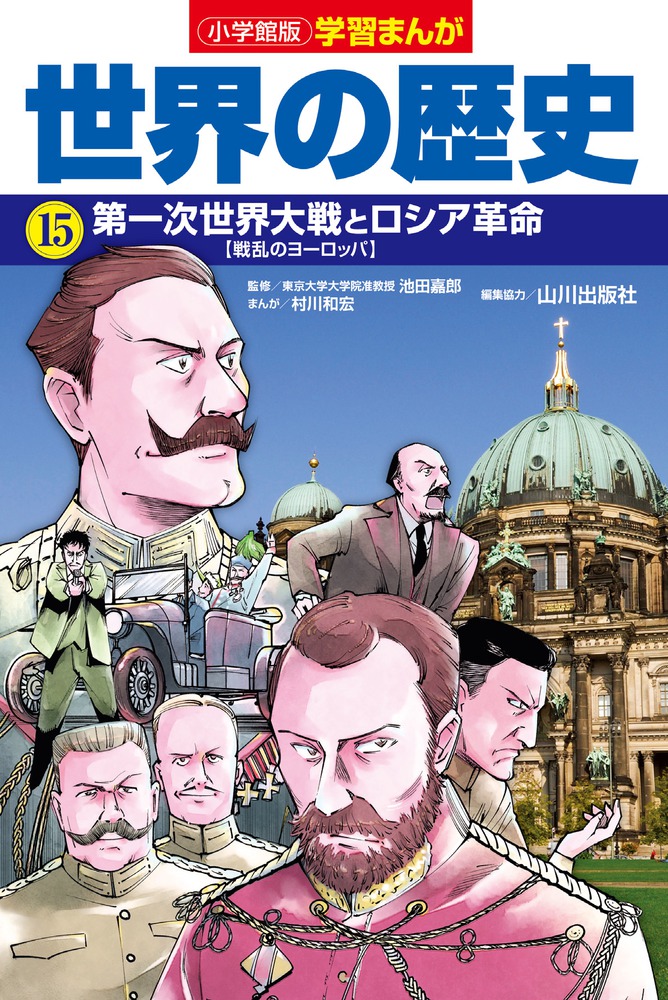 小学館版 学習まんが
世界の歴史
15 第一次世界大戦とロシア革命
【戦乱のヨーロッパ】
監修／東京大学大学院准教授 池田嘉郎
まんが／村川和宏
編集協力／山川出版社